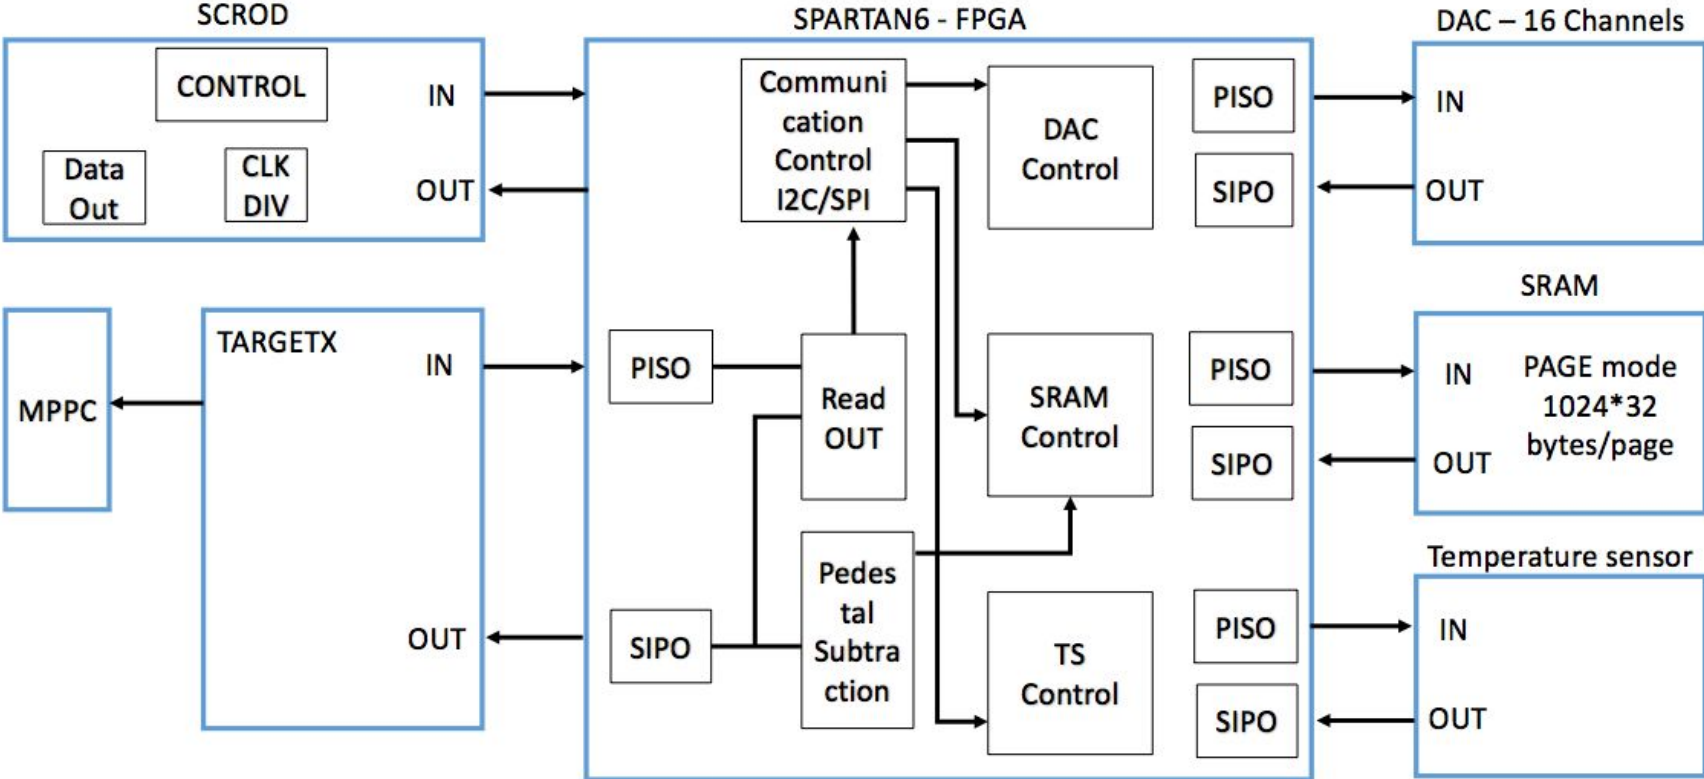 SCROD
CONTROL
IN
Data
Out
CLK
DIV
OUT
MPPC
TARGETX
IN
OUT
SPARTAN6 - FPGA
Communi
cation
Control
I2C/SPI
DAC
Control
PISO
SIPO
PISO
Read
OUT
SRAM
Control
PISO
SIPO
SIPO
Pedes
tal
Subtra
ction
TS
Control
PISO
SIPO
DAC – 16 Channels
IN
OUT
SRAM
IN
PAGE mode
1024*32
bytes/page
OUT
Temperature sensor
IN
OUT